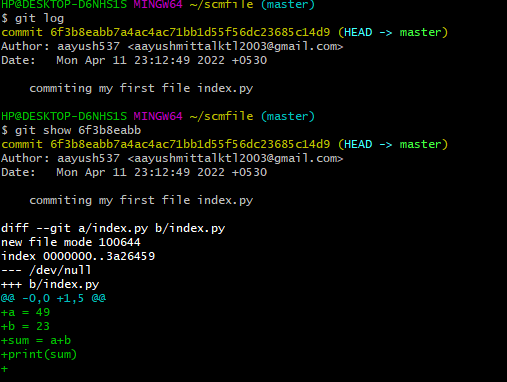 HP@DESKTOP-D6NHS1S MINGW64 ~/scmfile (master)
$ git log
commit 6f3b8eabb7a4ac4ac71bb1d55f56dc23685c14d9 (HEAD -> master)
Author: aayush537 <aayushmittalktl2003@gmail.com>
Date:   Mon Apr 11 23:12:49 2022 +0530

    commiting my first file index.py

HP@DESKTOP-D6NHS1S MINGW64 ~/scmfile (master)
$ git show 6f3b8eabb
commit 6f3b8eabb7a4ac4ac71bb1d55f56dc23685c14d9 (HEAD -> master)
Author: aayush537 <aayushmittalktl2003@gmail.com>
Date:   Mon Apr 11 23:12:49 2022 +0530

    commiting my first file index.py

diff --git a/index.py b/index.py
new file mode 100644
index 0000000..3a26459
--- /dev/null
+++ b/index.py
@@ -0,0 +1,5 @@
+a = 49
+b = 23
+sum = a+b
+print(sum)
+